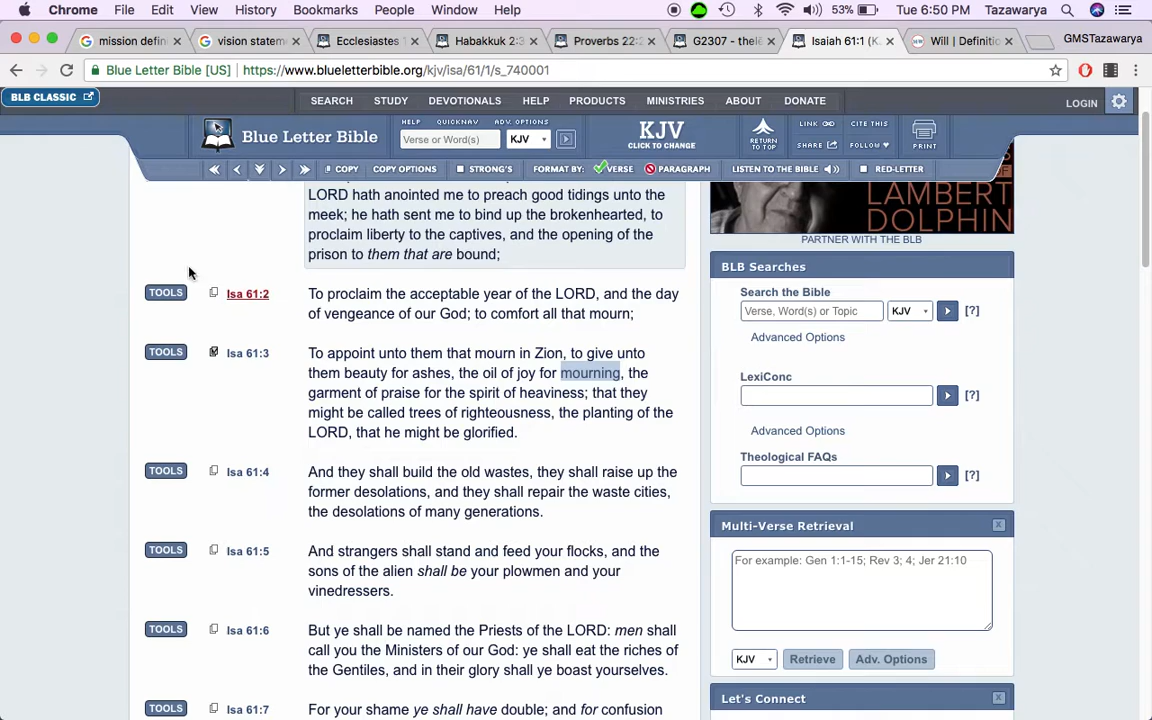 Chrome File Edit View History Bookmarks People Window Help 53% Tue 6:50 PM Tazawarya
mission defin
vision stateme
Ecclesiastes 1
Habakkuk 2:3
Proverbs 22:2
G2307 - thelē
Isaiah 61:1 (K
Will | Definitio
GMSTazawarya
Blue Letter Bible [US] https://www.blueletterbible.org/kjv/isa/61/1/s_740001
BLB CLASSIC
SEARCH STUDY DEVOTIONALS HELP PRODUCTS MINISTRIES ABOUT DONATE
LOGIN
Blue Letter Bible
HELP QUICKNAV ADV. OPTIONS
Verse or Word(s) KJV
KJV
CLICK TO CHANGE
RETURN
TO TOP
LINK CITE THIS
SHARE FOLLOW
PRINT
COPY COPY OPTIONS STRONG'S FORMAT BY: VERSE PARAGRAPH LISTEN TO THE BIBLE RED-LETTER
LORD hath anointed me to preach good tidings unto the
meek; he hath sent me to bind up the brokenhearted, to
proclaim liberty to the captives, and the opening of the
prison to them that are bound;
TOOLS Isa 61:2 To proclaim the acceptable year of the LORD, and the day
of vengeance of our God; to comfort all that mourn;
TOOLS Isa 61:3 To appoint unto them that mourn in Zion, to give unto
them beauty for ashes, the oil of joy for mourning, the
garment of praise for the spirit of heaviness; that they
might be called trees of righteousness, the planting of the
LORD, that he might be glorified.
TOOLS Isa 61:4 And they shall build the old wastes, they shall raise up the
former desolations, and they shall repair the waste cities,
the desolations of many generations.
TOOLS Isa 61:5 And strangers shall stand and feed your flocks, and the
sons of the alien shall be your plowmen and your
vinedressers.
TOOLS Isa 61:6 But ye shall be named the Priests of the LORD: men shall
call you the Ministers of our God: ye shall eat the riches of
the Gentiles, and in their glory shall ye boast yourselves.
TOOLS Isa 61:7 For your shame ye shall have double; and for confusion
LAMBERT
DOLPHIN
PARTNER WITH THE BLB
BLB Searches
Search the Bible
Verse, Word(s) or Topic KJV [?]
Advanced Options
LexiConc
[?]
Advanced Options
Theological FAQs
[?]
Multi-Verse Retrieval x
For example: Gen 1:1-15; Rev 3; 4; Jer 21:10
KJV Retrieve Adv. Options
Let's Connect x